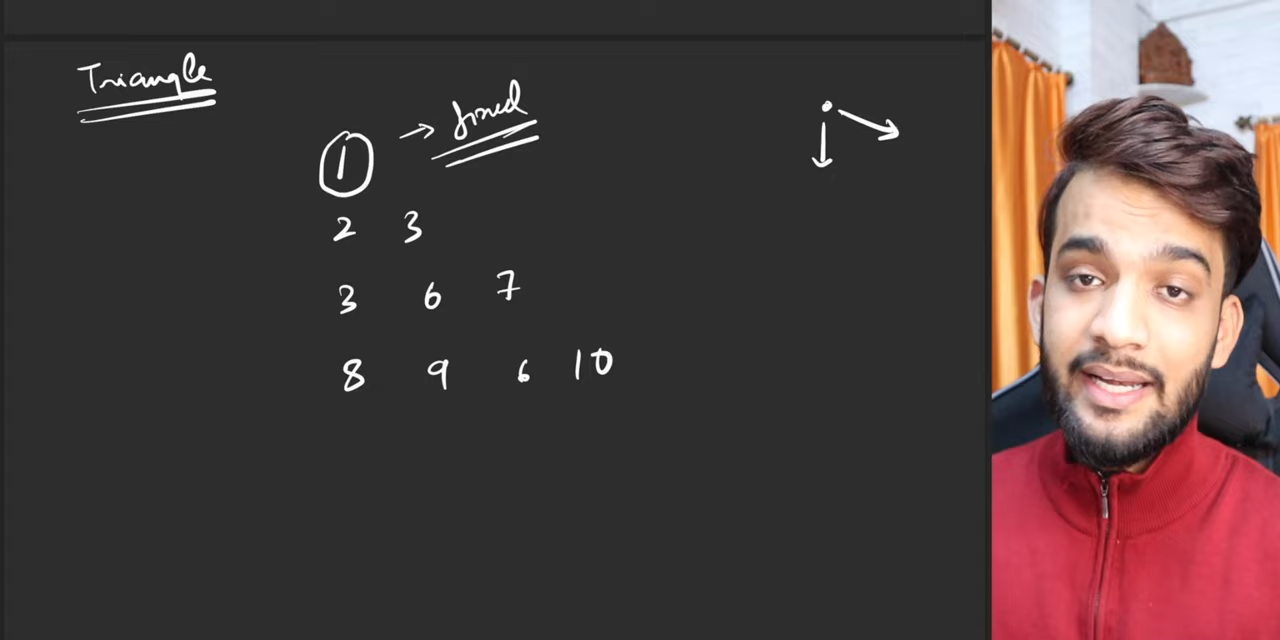 Triangle
① → fixed
2 3
3 6 7
8 9 6 10